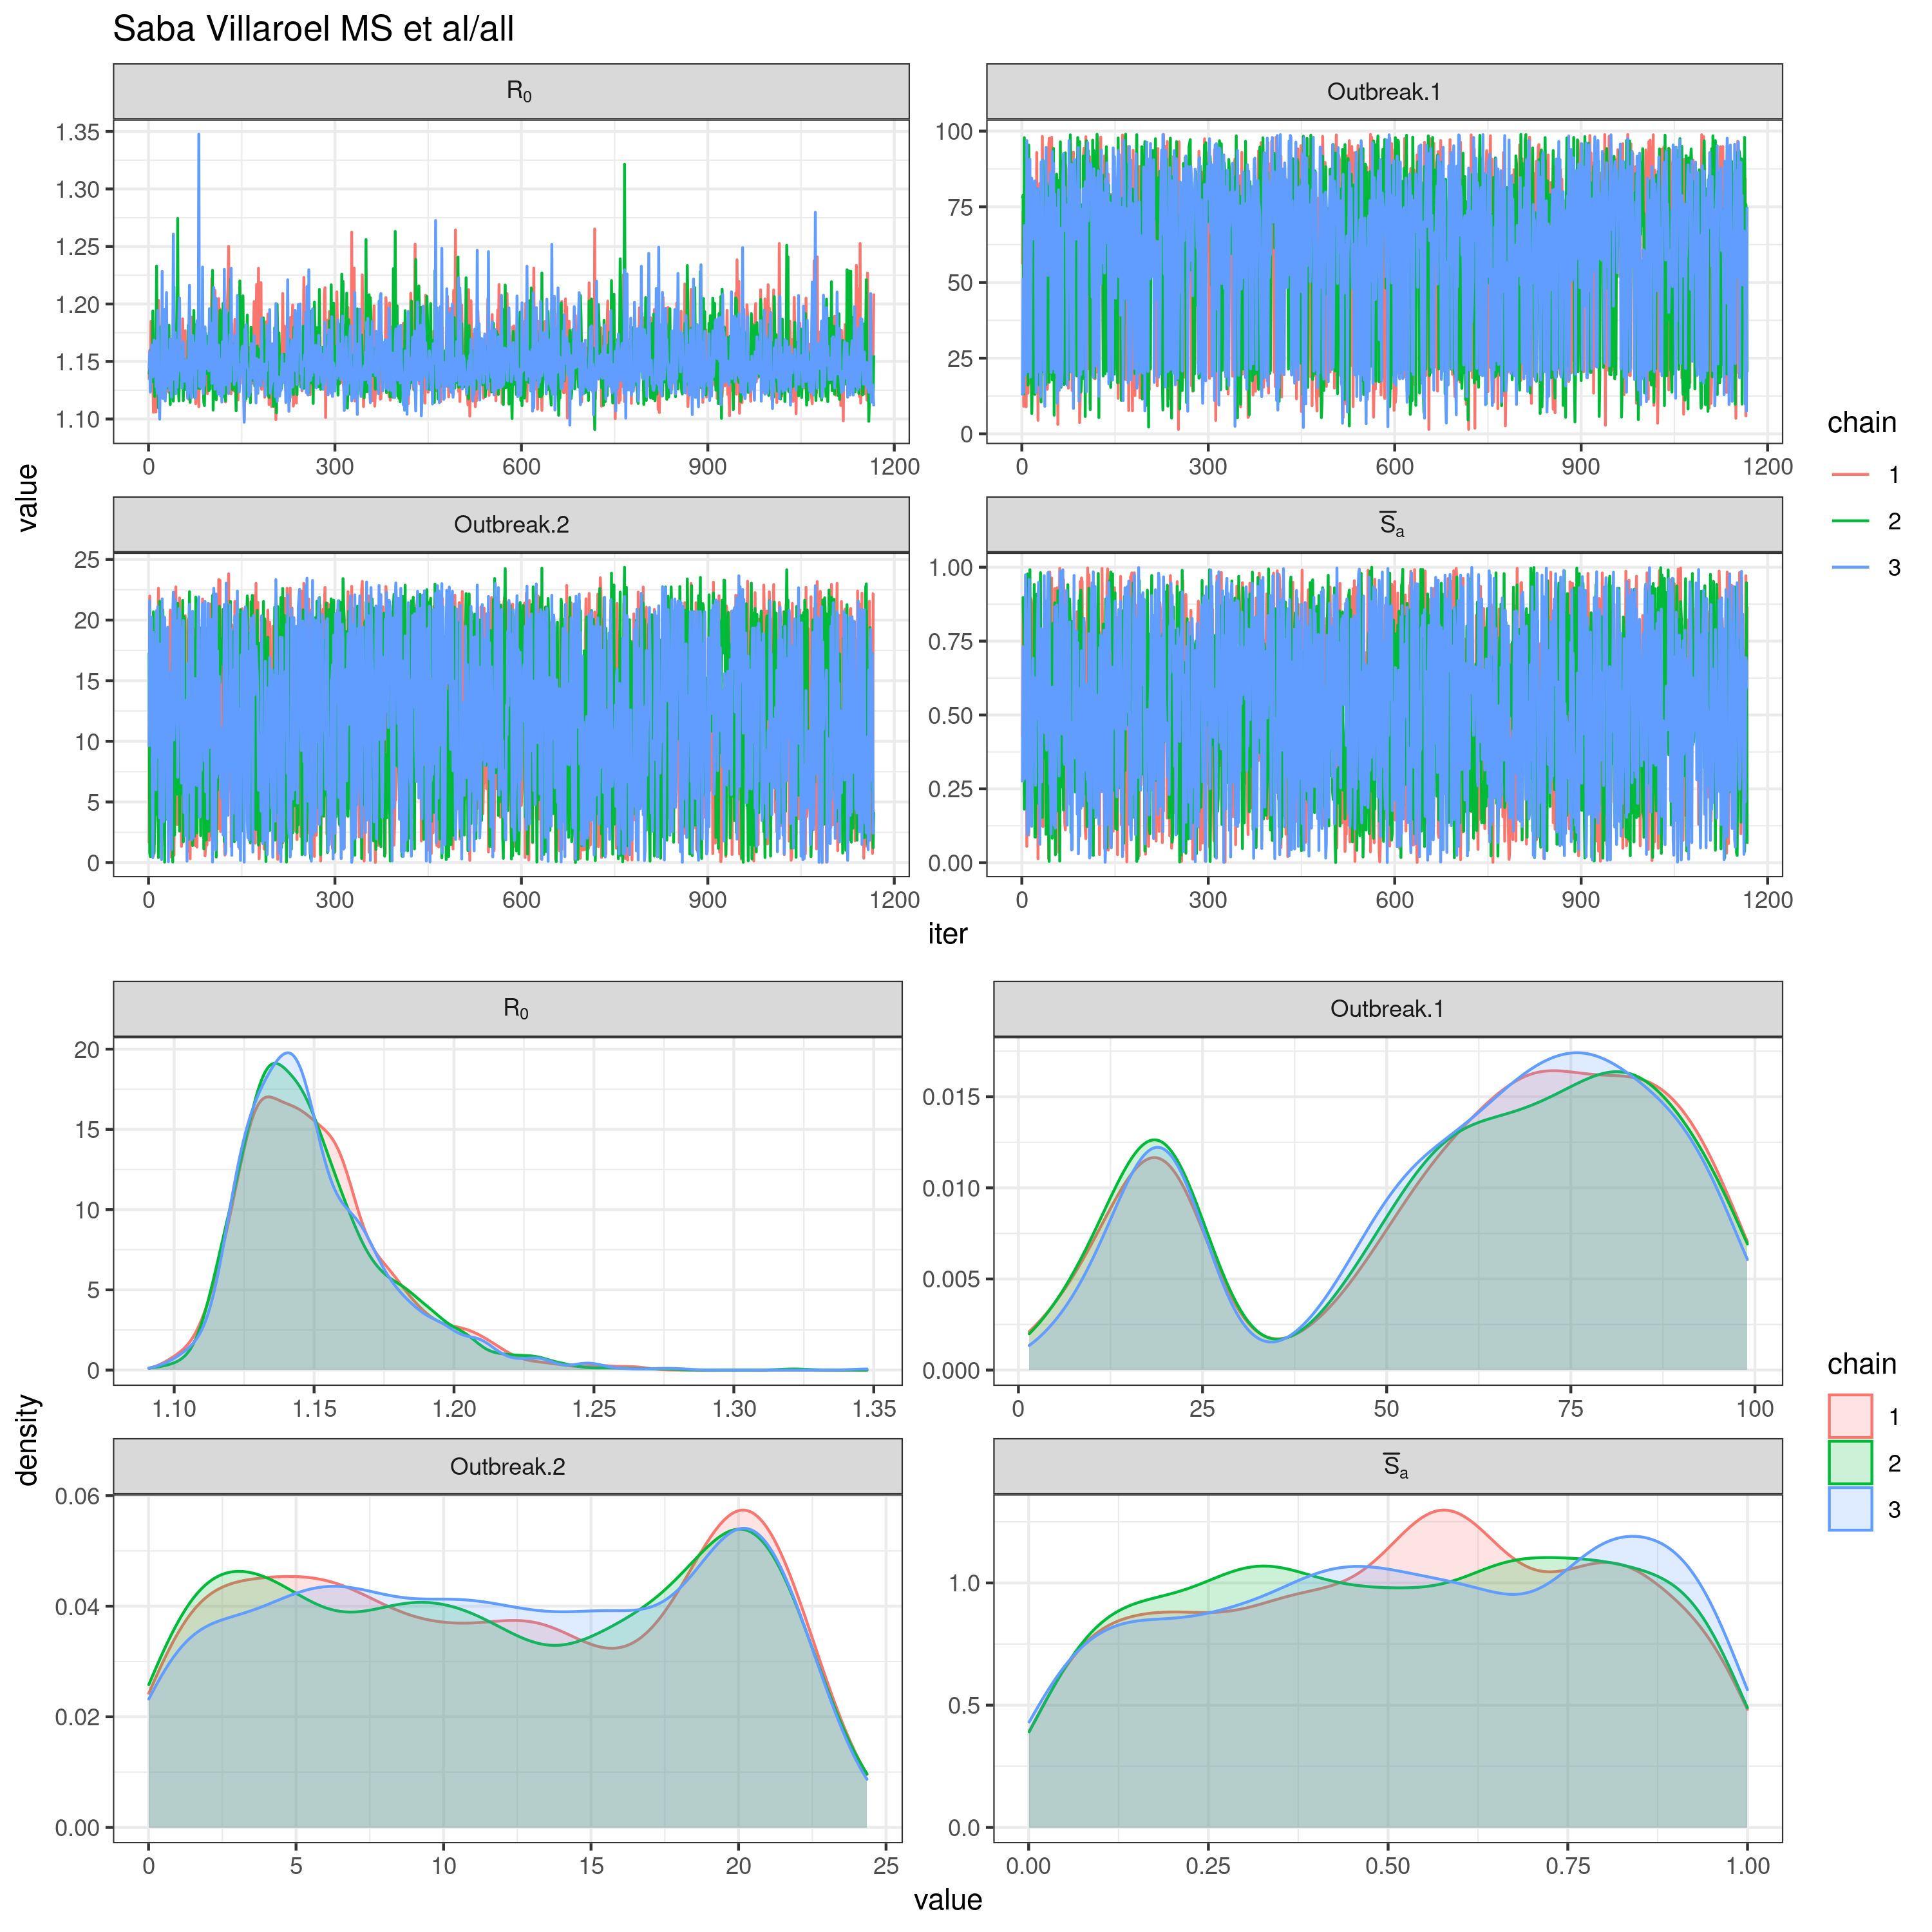 Saba Villaroel MS et al/all
R₀
Outbreak.1
1.35
1.30
1.25
1.20
1.15
1.10
100
75
50
25
0
0 300 600 900 1200
0 300 600 900 1200
value
Outbreak.2
S̅ₐ
25
20
15
10
5
0
1.00
0.75
0.50
0.25
0.00
0 300 600 900 1200
0 300 600 900 1200
iter
chain
1
2
3
R₀
Outbreak.1
20
15
10
5
0
0.015
0.010
0.005
0.000
1.10 1.15 1.20 1.25 1.30 1.35
0 25 50 75 100
density
Outbreak.2
S̅ₐ
0.06
0.04
0.02
0.00
1.0
0.5
0.0
0 5 10 15 20 25
0.00 0.25 0.50 0.75 1.00
value
chain
1
2
3